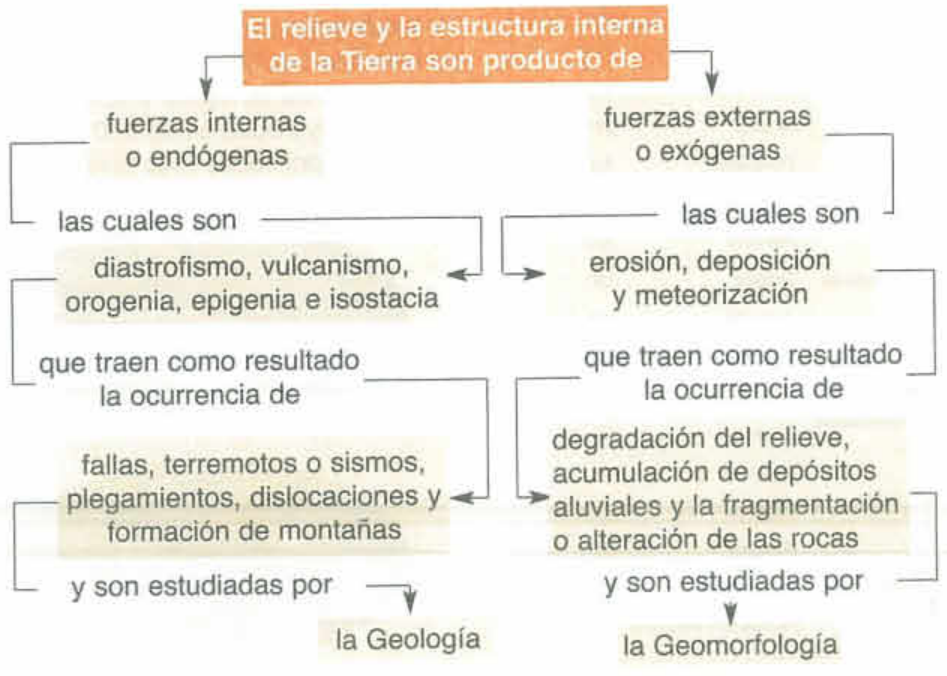 El relieve y la estructura interna
de la Tierra son producto de
fuerzas internas
o endógenas
las cuales son
diastrofismo, vulcanismo,
orogenia, epigenia e isostacia
que traen como resultado
la ocurrencia de
fallas, terremotos o sismos,
plegamientos, dislocaciones y
formación de montañas
y son estudiadas por
la Geología
fuerzas externas
o exógenas
las cuales son
erosión, deposición
y meteorización
que traen como resultado
la ocurrencia de
degradación del relieve,
acumulación de depósitos
aluviales y la fragmentación
o alteración de las rocas
y son estudiadas por
la Geomorfología